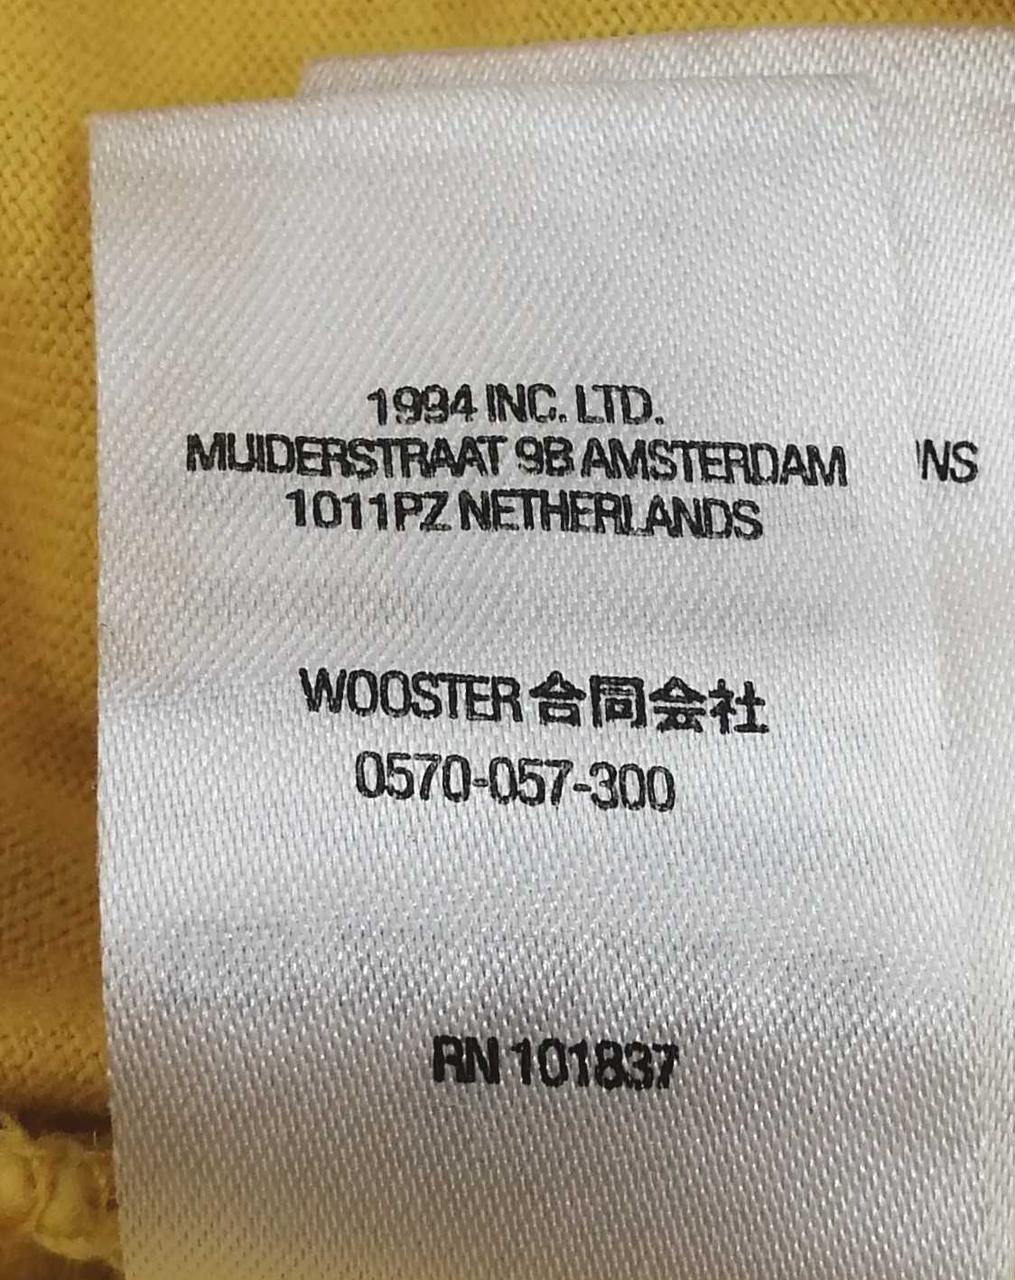 1994 INC. LTD.
MUIDERSTRAAT 9B AMSTERDAM
1011PZ NETHERLANDS
WOOSTER 合同会社
0570-057-300
RN 101837